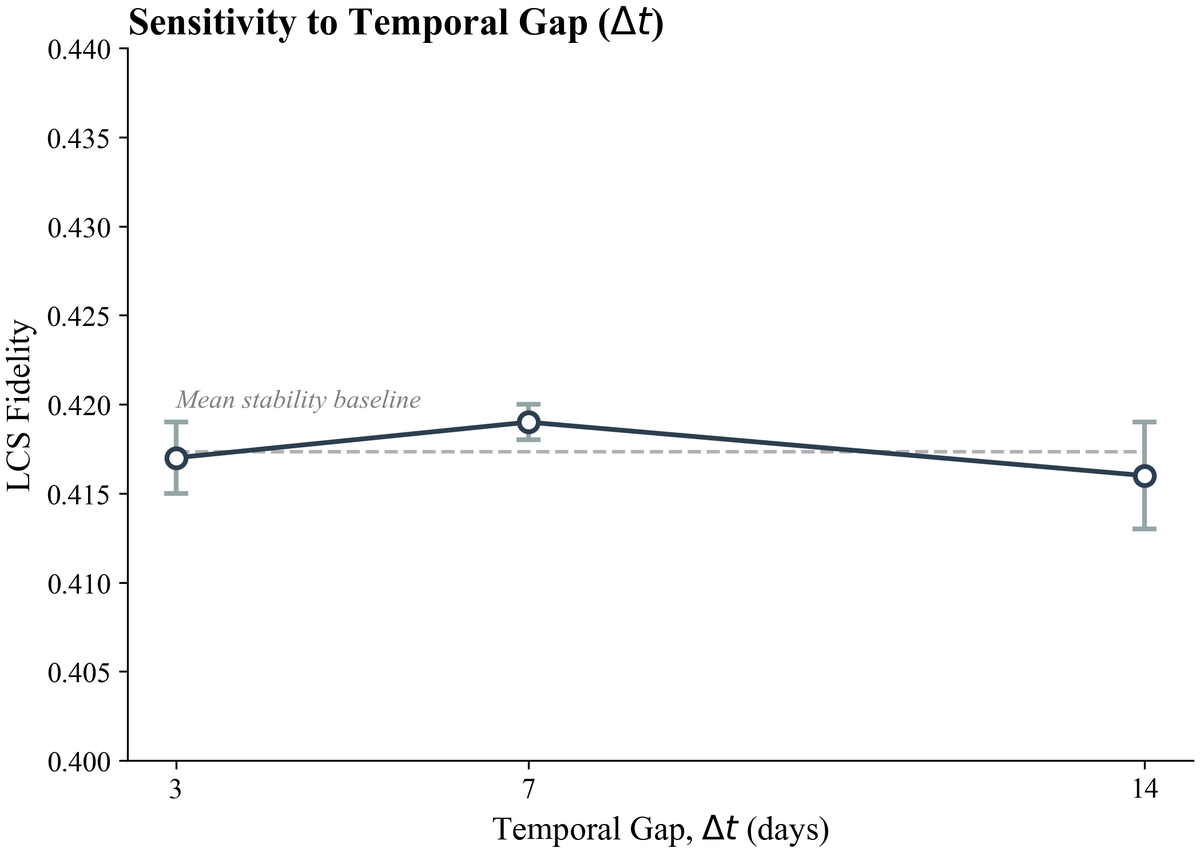 Sensitivity to Temporal Gap (Δt)
0.440
0.435
0.430
0.425
0.420
0.415
0.410
0.405
0.400
LCS Fidelity
Mean stability baseline
3 7 14
Temporal Gap, Δt (days)